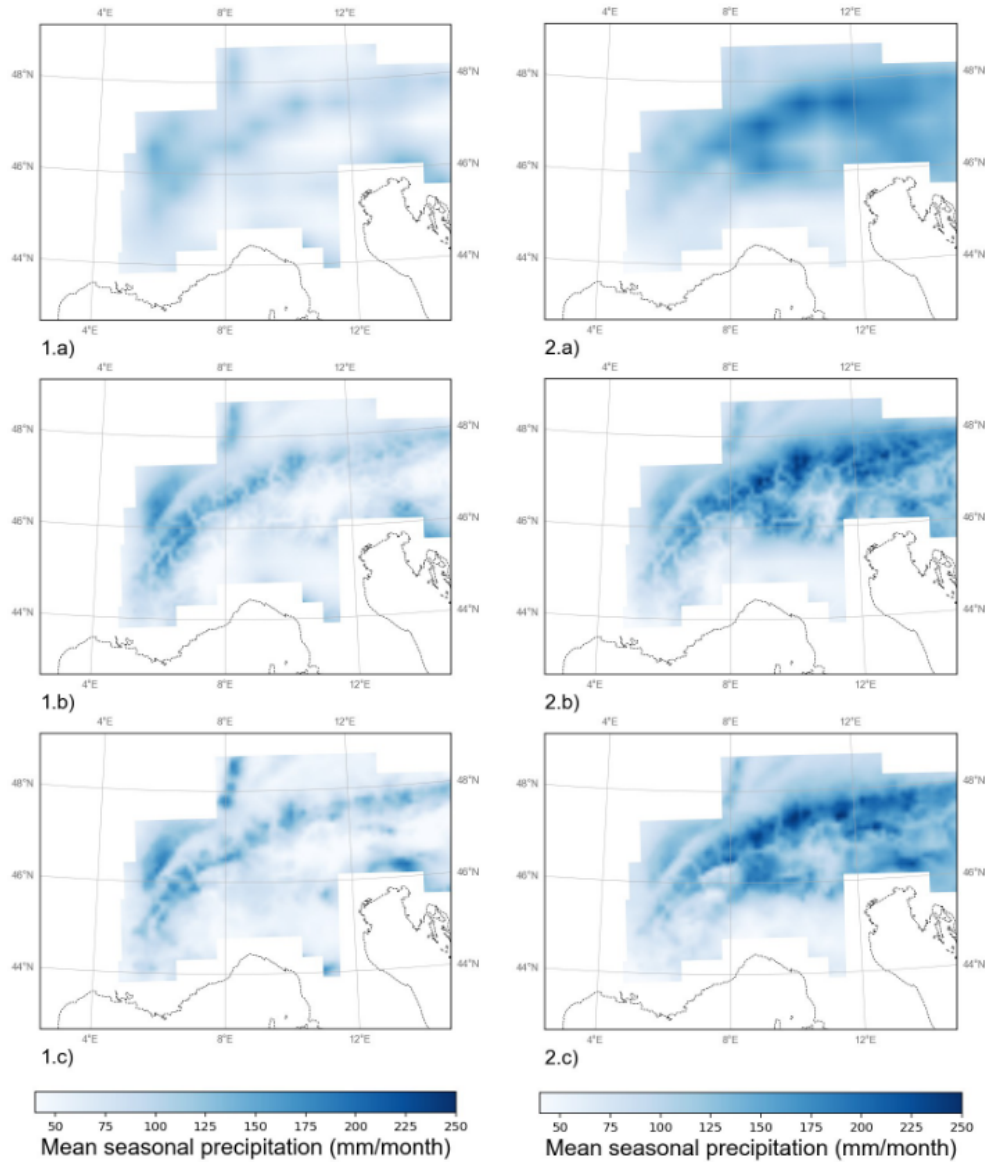 4°E 8°E 12°E 4°E 8°E 12°E
48°N 48°N 48°N 48°N
46°N 46°N 46°N 46°N
44°N 44°N 44°N 44°N
4°E 8°E 12°E 4°E 8°E 12°E
1.a) 2.a)
4°E 8°E 12°E 4°E 8°E 12°E
48°N 48°N 48°N 48°N
46°N 46°N 46°N 46°N
44°N 44°N 44°N 44°N
4°E 8°E 12°E 4°E 8°E 12°E
1.b) 2.b)
4°E 8°E 12°E 4°E 8°E 12°E
48°N 48°N 48°N 48°N
46°N 46°N 46°N 46°N
44°N 44°N 44°N 44°N
4°E 8°E 12°E 4°E 8°E 12°E
1.c) 2.c)
50 75 100 125 150 175 200 225 250 50 75 100 125 150 175 200 225 250
Mean seasonal precipitation (mm/month) Mean seasonal precipitation (mm/month)